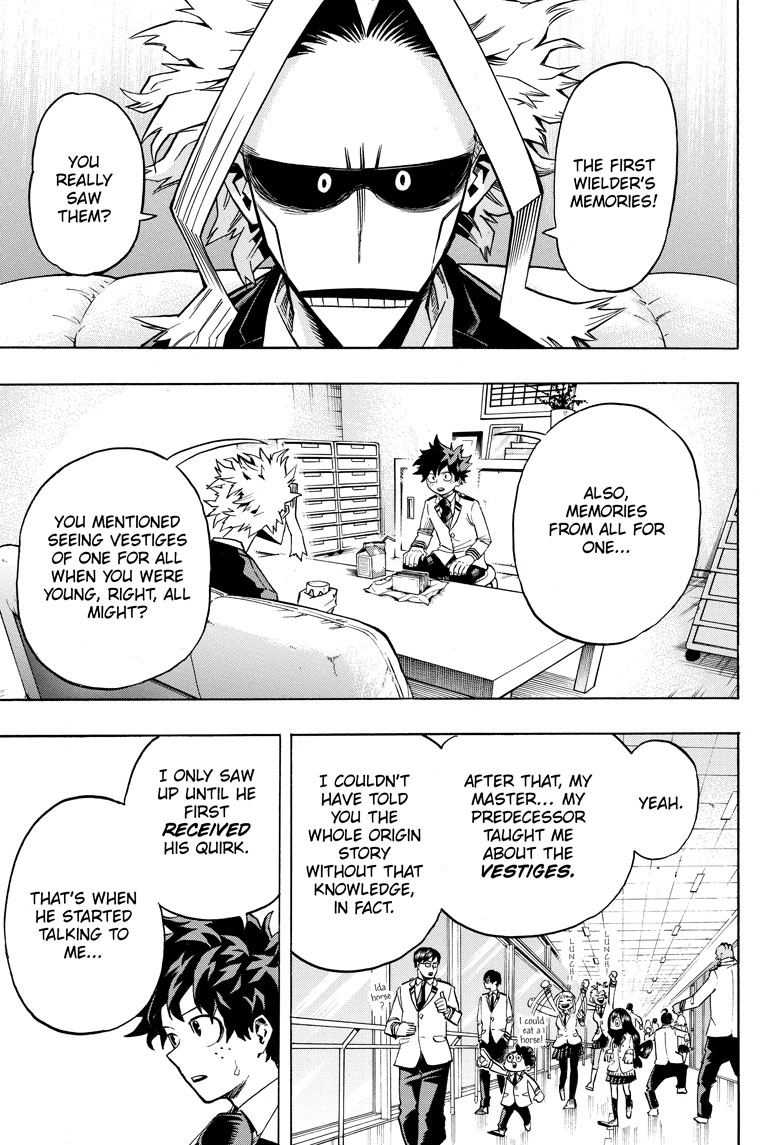 THE FIRST
WIELDER'S
MEMORIES!
YOU
REALLY
SAW
THEM?
ALSO,
MEMORIES
FROM ALL FOR
ONE...
YOU MENTIONED
SEEING VESTIGES
OF ONE FOR ALL
WHEN YOU WERE
YOUNG, RIGHT, ALL
MIGHT?
YEAH.
AFTER THAT, MY
MASTER... MY
PREDECESSOR
TAUGHT ME
ABOUT THE
VESTIGES.
I COULDN'T
HAVE TOLD
YOU THE
WHOLE ORIGIN
STORY
WITHOUT THAT
KNOWLEDGE,
IN FACT.
LUNCH!
LUNCH!
I could
eat a
horse!
Ida
horse
I ONLY SAW
UP UNTIL HE
FIRST
RECEIVED
HIS QUIRK.
THAT'S WHEN
HE STARTED
TALKING TO
ME...